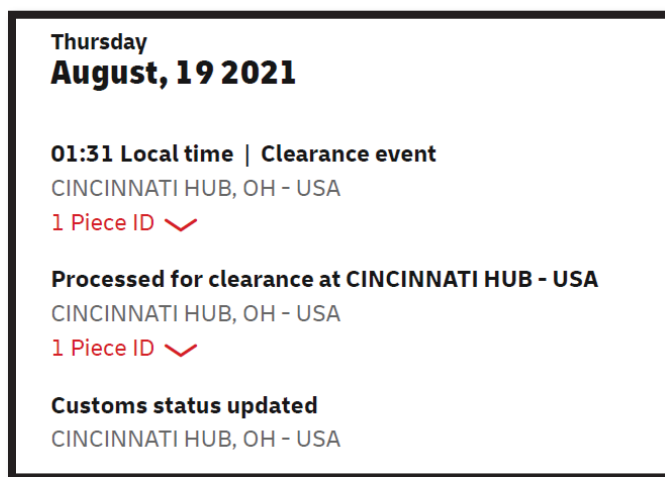 Thursday
August, 19 2021
01:31 Local time | Clearance event
CINCINNATI HUB, OH - USA
1 Piece ID
Processed for clearance at CINCINNATI HUB - USA
CINCINNATI HUB, OH - USA
1 Piece ID
Customs status updated
CINCINNATI HUB, OH - USA